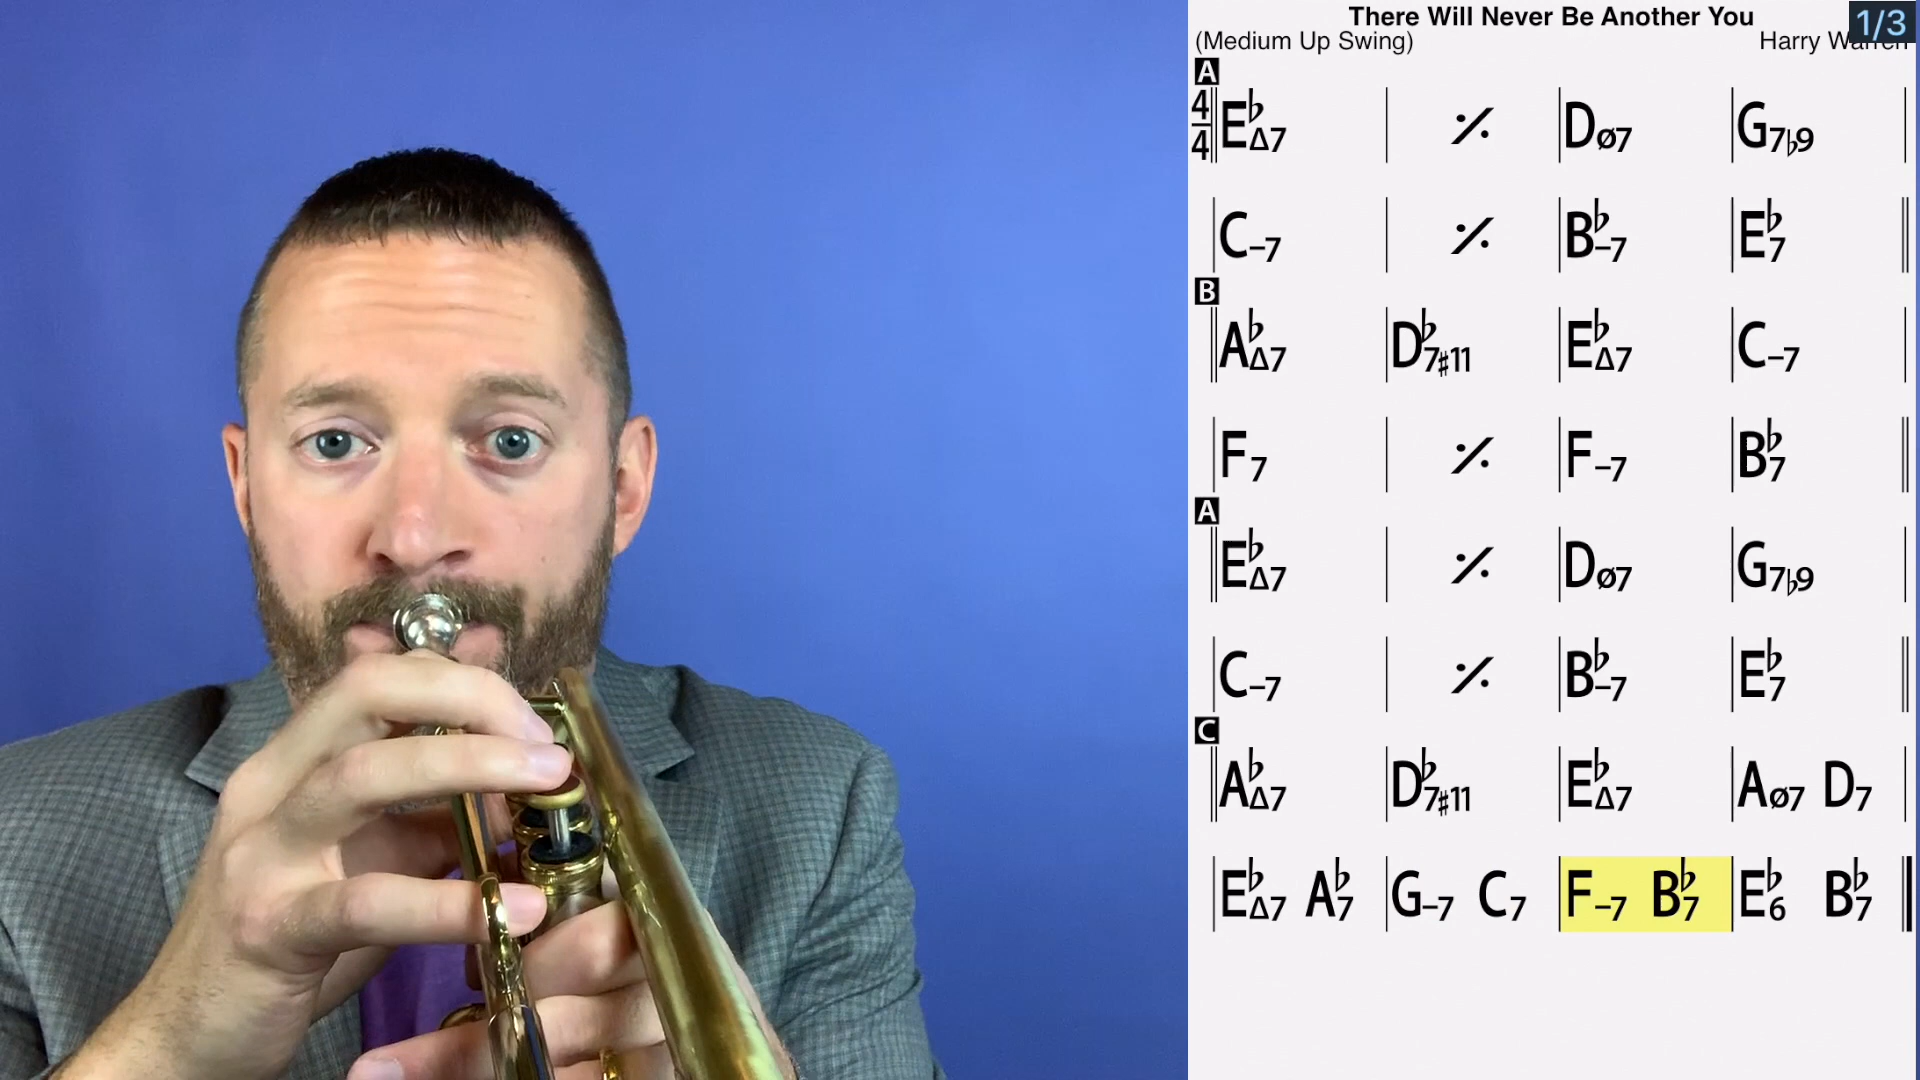 There Will Never Be Another You
1/3
(Medium Up Swing) Harry Warren
A
4/4 E♭Δ7 | 𝄎 | Dø7 | G7♭9
C–7 | 𝄎 | B♭–7 | E♭7
B
A♭Δ7 | D♭7♯11 | E♭Δ7 | C–7
F7 | 𝄎 | F–7 | B♭7
A
E♭Δ7 | 𝄎 | Dø7 | G7♭9
C–7 | 𝄎 | B♭–7 | E♭7
C
A♭Δ7 | D♭7♯11 | E♭Δ7 | Aø7 D7
E♭Δ7 A♭7 | G–7 C7 | F–7 B♭7 | E♭6 B♭7